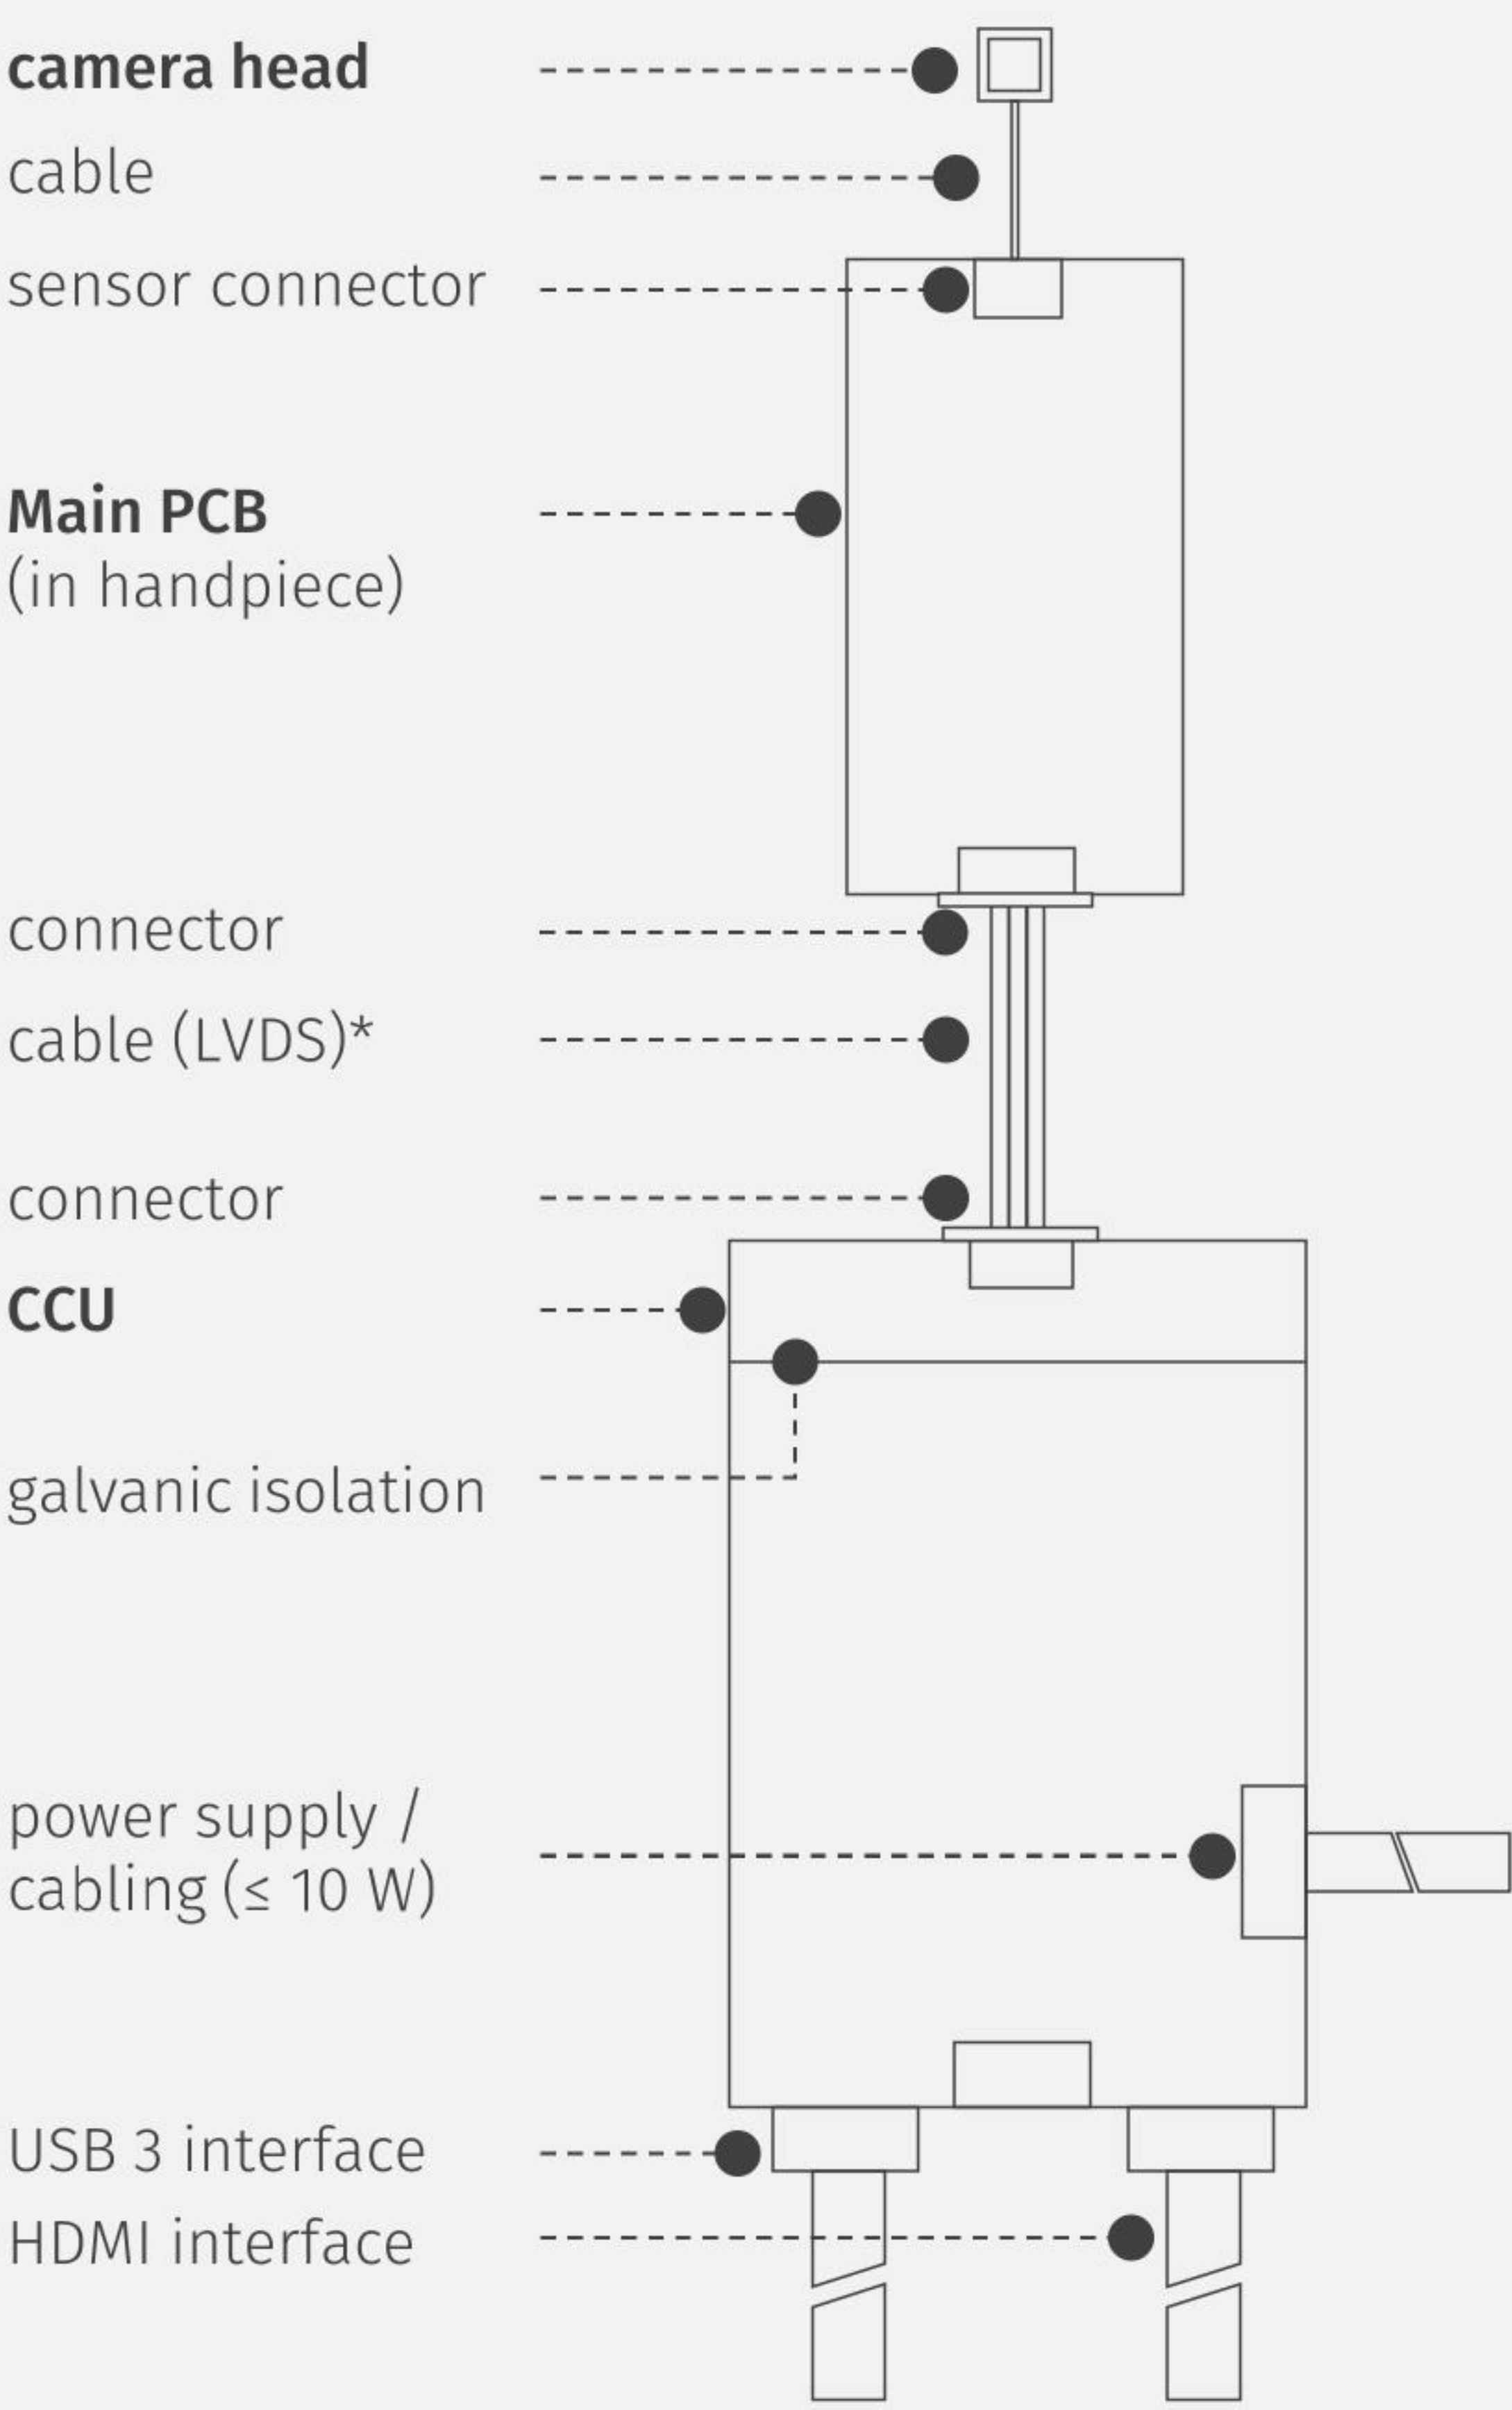 camera head
cable
sensor connector
Main PCB
(in handpiece)
connector
cable (LVDS)*
connector
CCU
galvanic isolation
power supply /
cabling (≤ 10 W)
USB 3 interface
HDMI interface